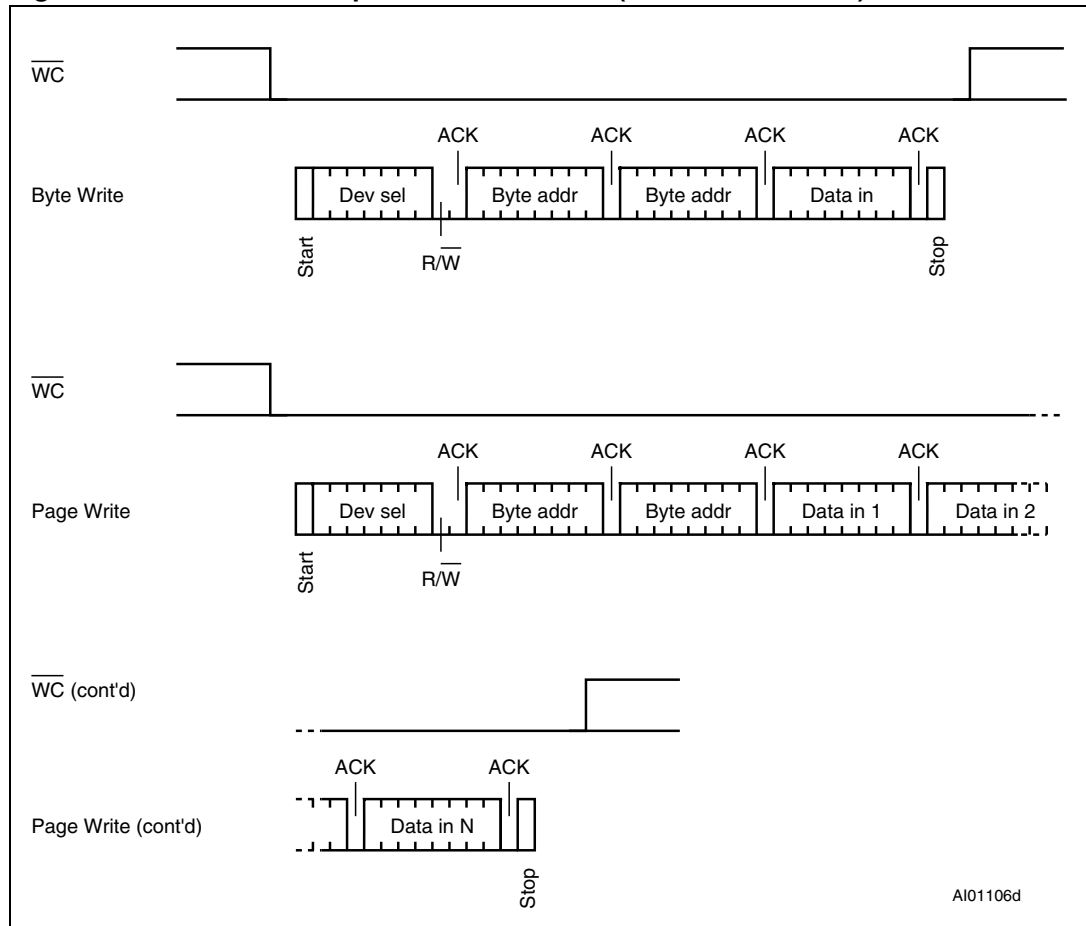 WC
ACK ACK ACK ACK
Byte Write Dev sel Byte addr Byte addr Data in
Start R/W Stop
WC
ACK ACK ACK ACK
Page Write Dev sel Byte addr Byte addr Data in 1 Data in 2
Start R/W
WC (cont'd)
ACK ACK
Page Write (cont'd) Data in N
Stop
AI01106d